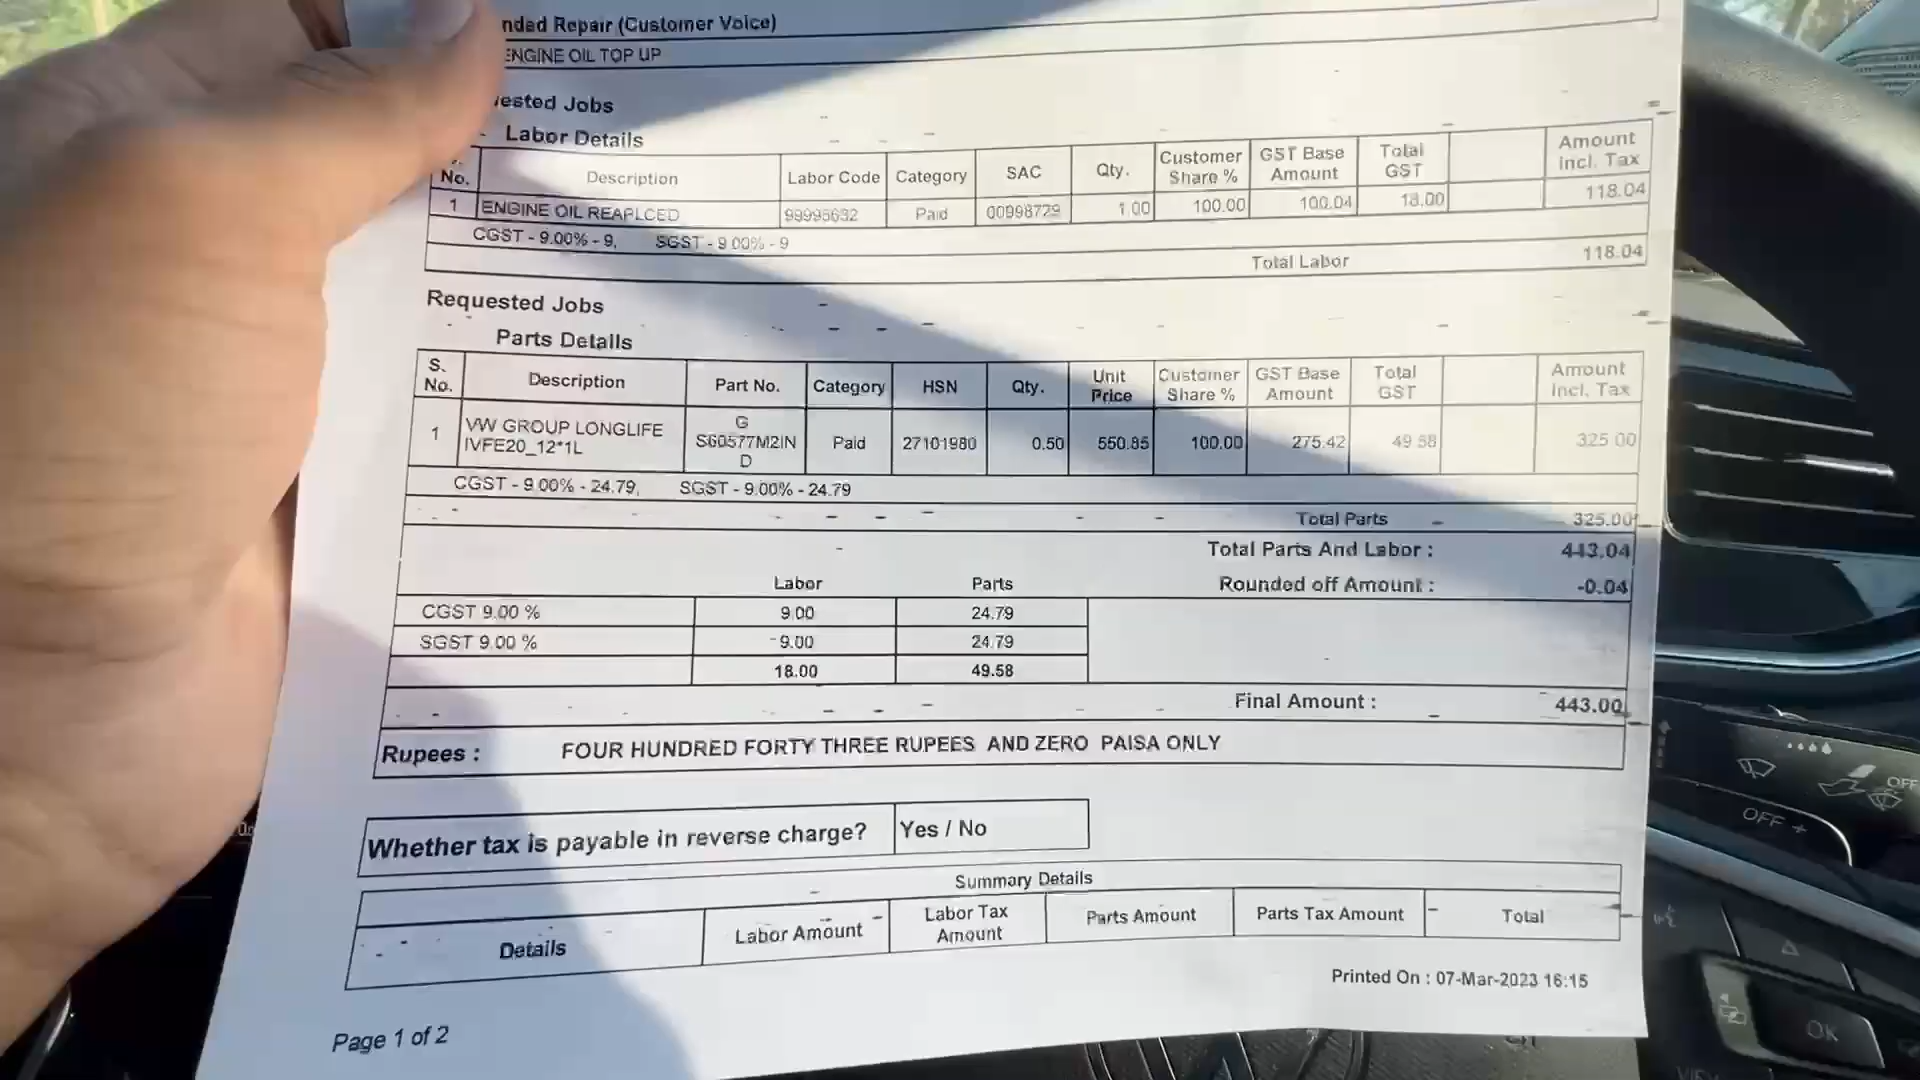 nded Repair (Customer Voice)
ENGINE OIL TOP UP
ested Jobs
Labor Details
No. Description Labor Code Category SAC Qty. Customer Share % GST Base Amount Total GST Amount incl. Tax
1 ENGINE OIL REAPLCED 99995632 Paid 00998729 1.00 100.00 100.04 18.00 118.04
CGST - 9.00% - 9, SGST - 9.00% - 9
Total Labor 118.04
Requested Jobs
Parts Details
S. No. Description Part No. Category HSN Qty. Unit Price Customer Share % GST Base Amount Total GST Amount incl. Tax
1 VW GROUP LONGLIFE IVFE20_12*1L G S60577M2IN D Paid 27101980 0.50 550.85 100.00 275.42 49.58 325.00
CGST - 9.00% - 24.79, SGST - 9.00% - 24.79
Total Parts 325.00
Total Parts And Labor : 443.04
Rounded off Amount : -0.04
Labor Parts
CGST 9.00 % 9.00 24.79
SGST 9.00 % 9.00 24.79
18.00 49.58
Final Amount : 443.00
Rupees : FOUR HUNDRED FORTY THREE RUPEES AND ZERO PAISA ONLY
Whether tax is payable in reverse charge? Yes / No
Summary Details
Details Labor Amount Labor Tax Amount Parts Amount Parts Tax Amount Total
Printed On : 07-Mar-2023 16:15
Page 1 of 2
OFF
OFF +
OK
VIEW